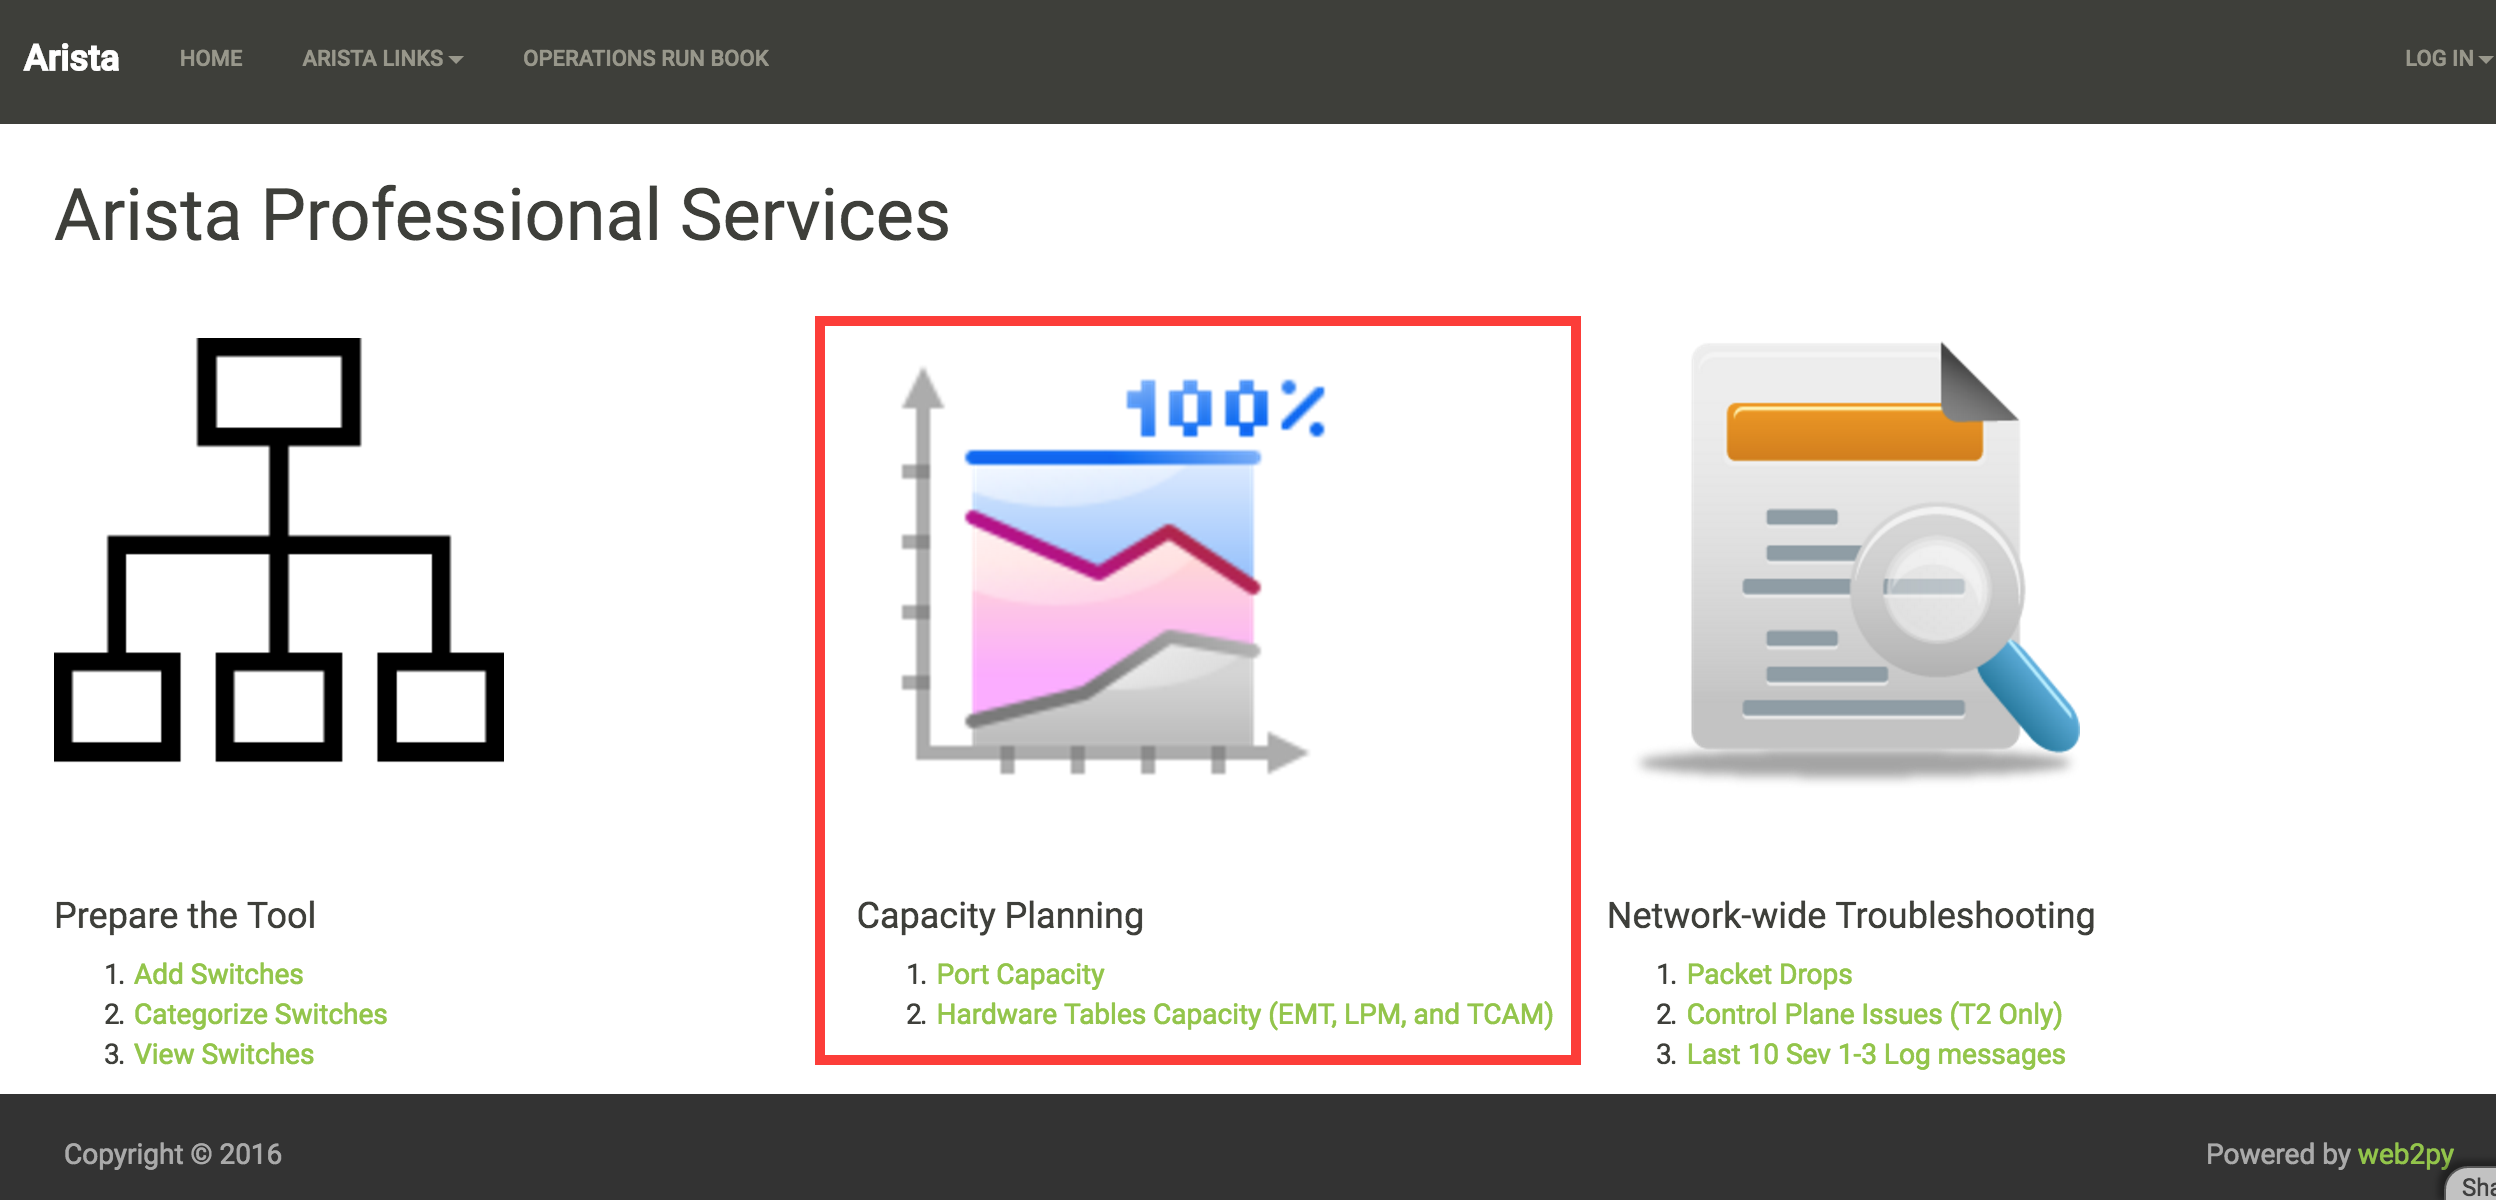 Arista HOME ARISTA LINKS OPERATIONS RUN BOOK LOG IN
Arista Professional Services
100%
Prepare the Tool
1. Add Switches
2. Categorize Switches
3. View Switches
Capacity Planning
1. Port Capacity
2. Hardware Tables Capacity (EMT, LPM, and TCAM)
Network-wide Troubleshooting
1. Packet Drops
2. Control Plane Issues (T2 Only)
3. Last 10 Sev 1-3 Log messages
Copyright © 2016
Powered by web2py